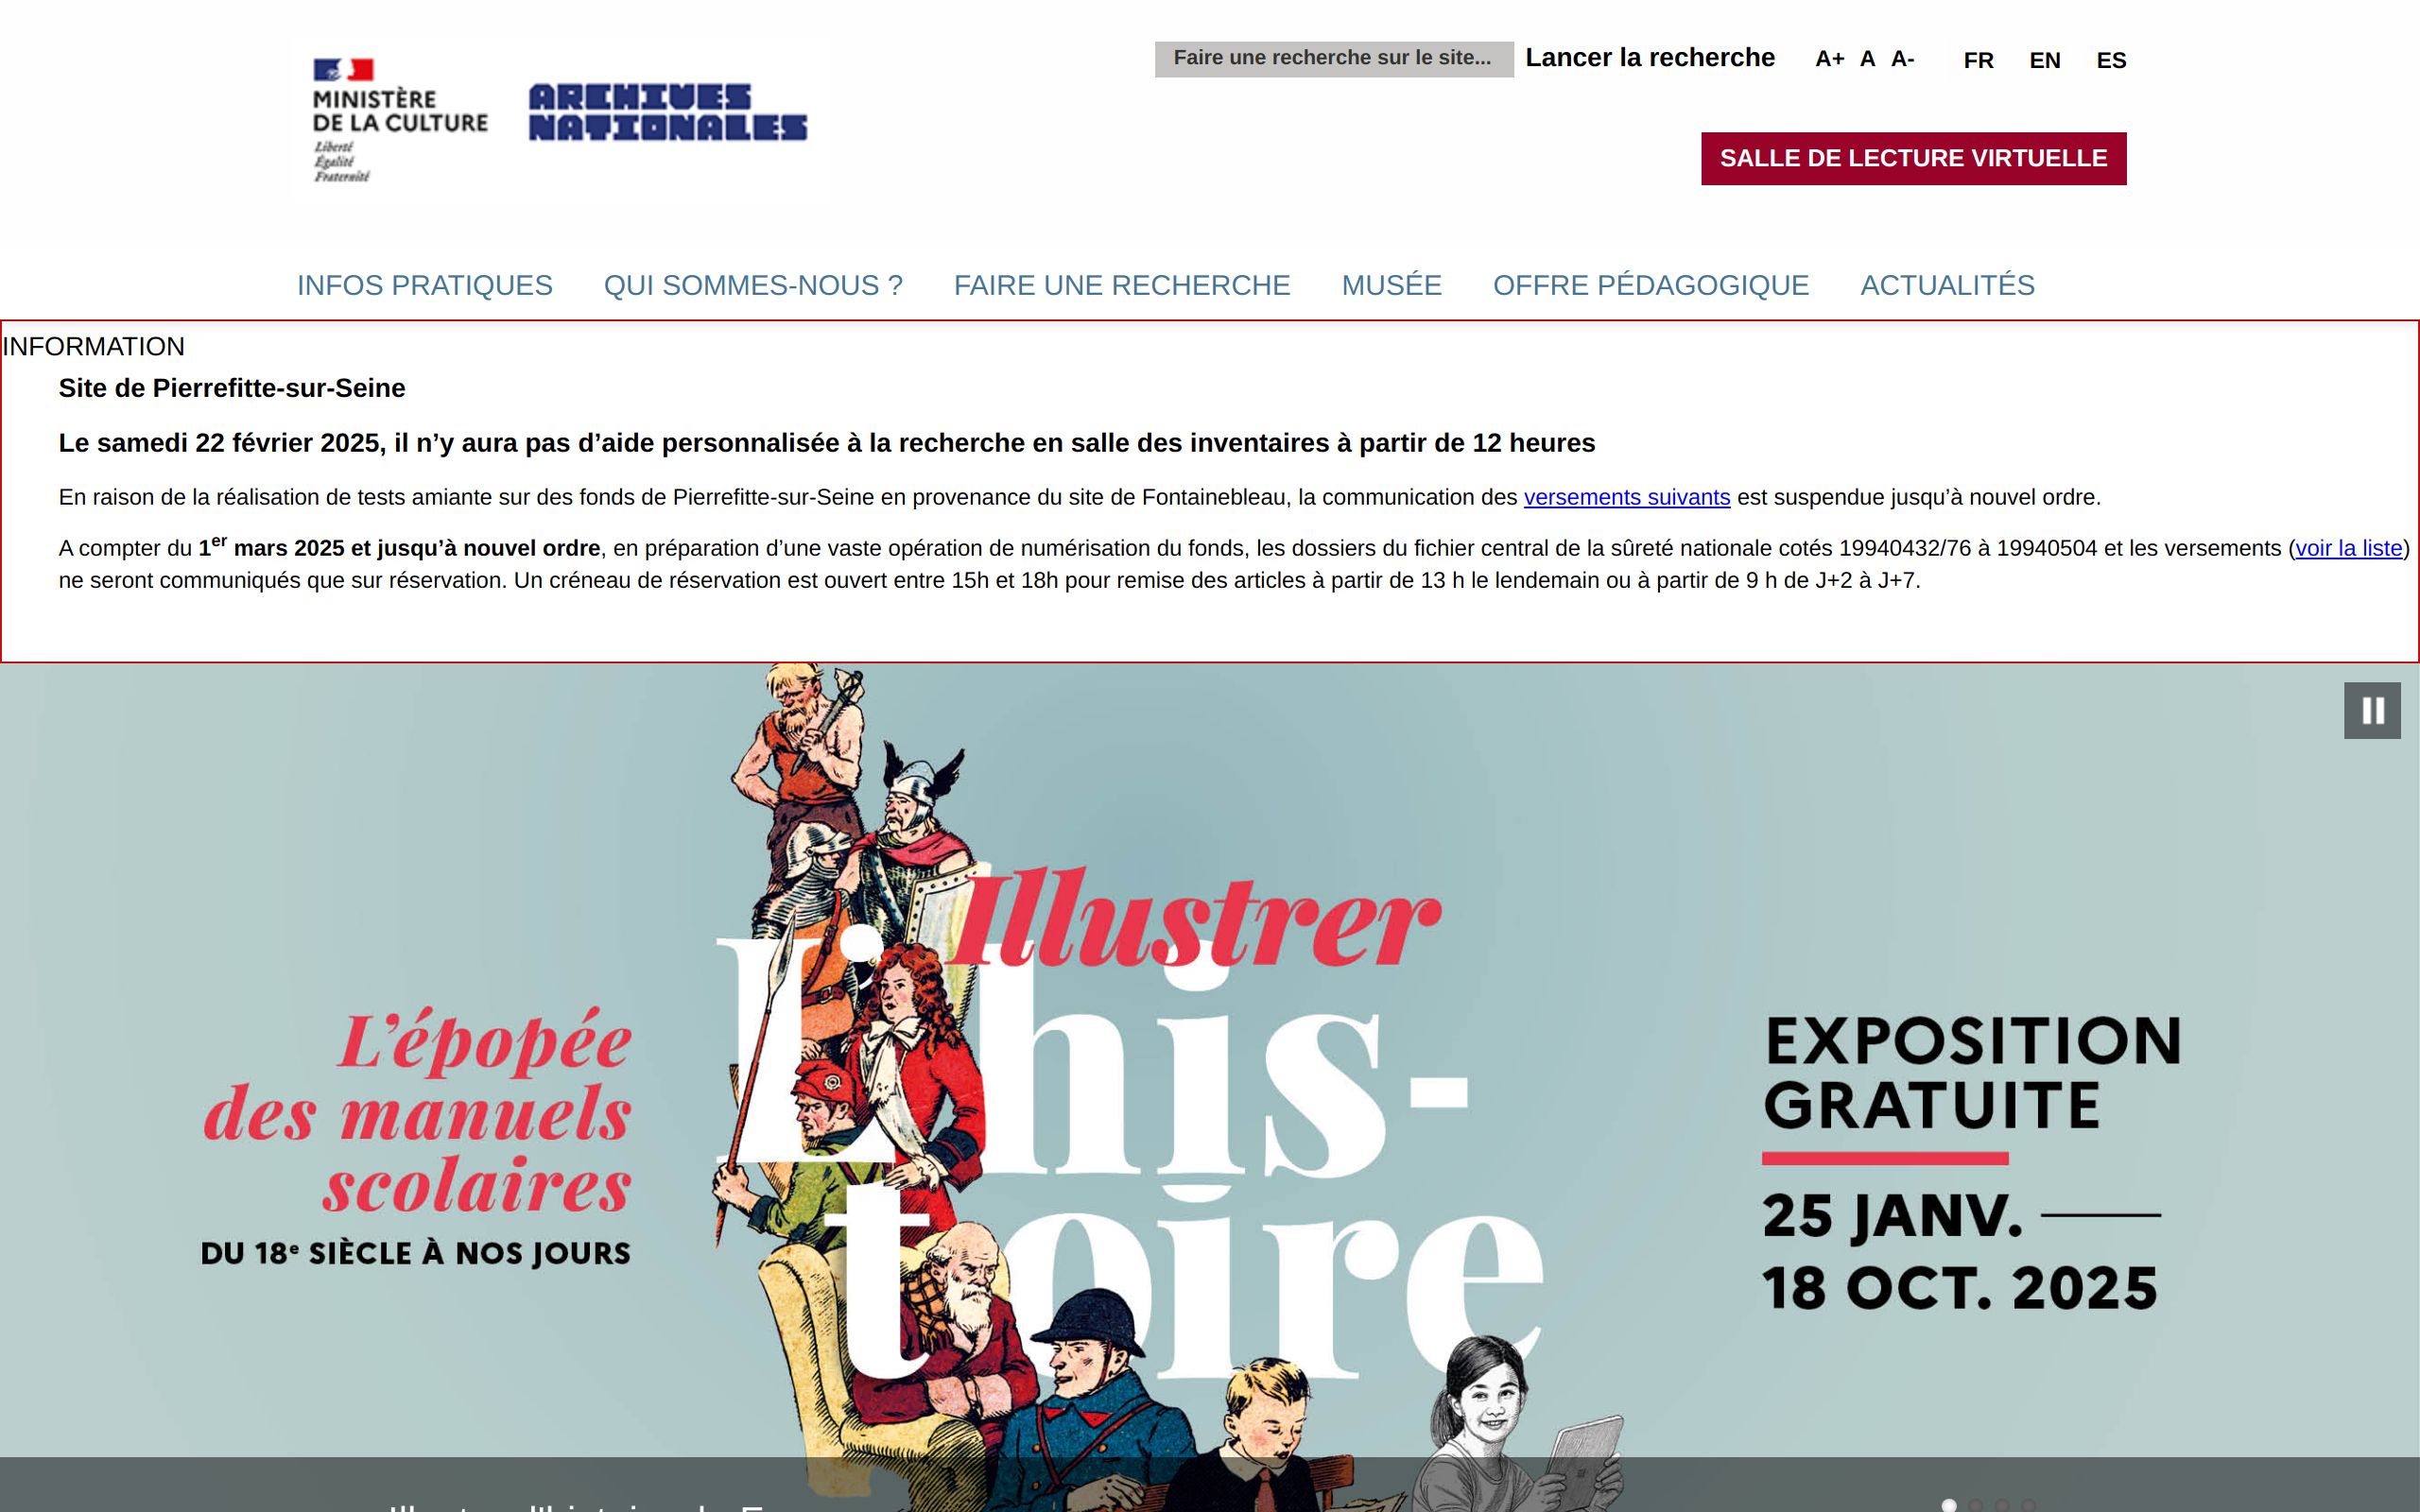 MINISTÈRE
DE LA CULTURE
Liberté
Égalité
Fraternité
ARCHIVES
NATIONALES
Faire une recherche sur le site... Lancer la recherche A+ A A- FR EN ES
SALLE DE LECTURE VIRTUELLE
INFOS PRATIQUES QUI SOMMES-NOUS ? FAIRE UNE RECHERCHE MUSÉE OFFRE PÉDAGOGIQUE ACTUALITÉS
INFORMATION
Site de Pierrefitte-sur-Seine
Le samedi 22 février 2025, il n’y aura pas d’aide personnalisée à la recherche en salle des inventaires à partir de 12 heures
En raison de la réalisation de tests amiante sur des fonds de Pierrefitte-sur-Seine en provenance du site de Fontainebleau, la communication des versements suivants est suspendue jusqu’à nouvel ordre.
A compter du 1er mars 2025 et jusqu’à nouvel ordre, en préparation d’une vaste opération de numérisation du fonds, les dossiers du fichier central de la sûreté nationale cotés 19940432/76 à 19940504 et les versements (voir la liste)
ne seront communiqués que sur réservation. Un créneau de réservation est ouvert entre 15h et 18h pour remise des articles à partir de 13 h le lendemain ou à partir de 9 h de J+2 à J+7.
L’épopée
des manuels
scolaires
DU 18e SIÈCLE À NOS JOURS
Illustrer
L’his-
toire
EXPOSITION
GRATUITE
25 JANV.
18 OCT. 2025